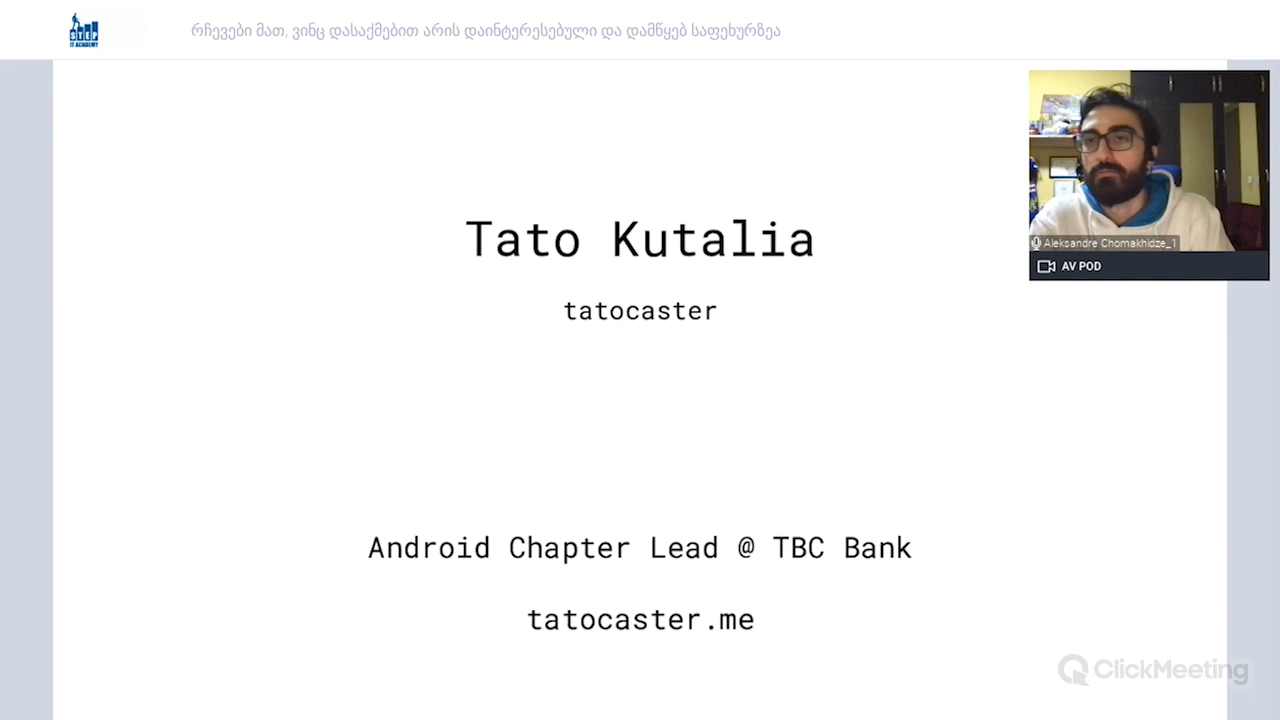 STEP
IT ACADEMY
რჩევები მათ, ვინც დასაქმებით არის დაინტერესებული და დამწყებ საფეხურზეა
Tato Kutalia
tatocaster
Aleksandre Chomakhidze_1
AV POD
Android Chapter Lead @ TBC Bank
tatocaster.me
ClickMeeting